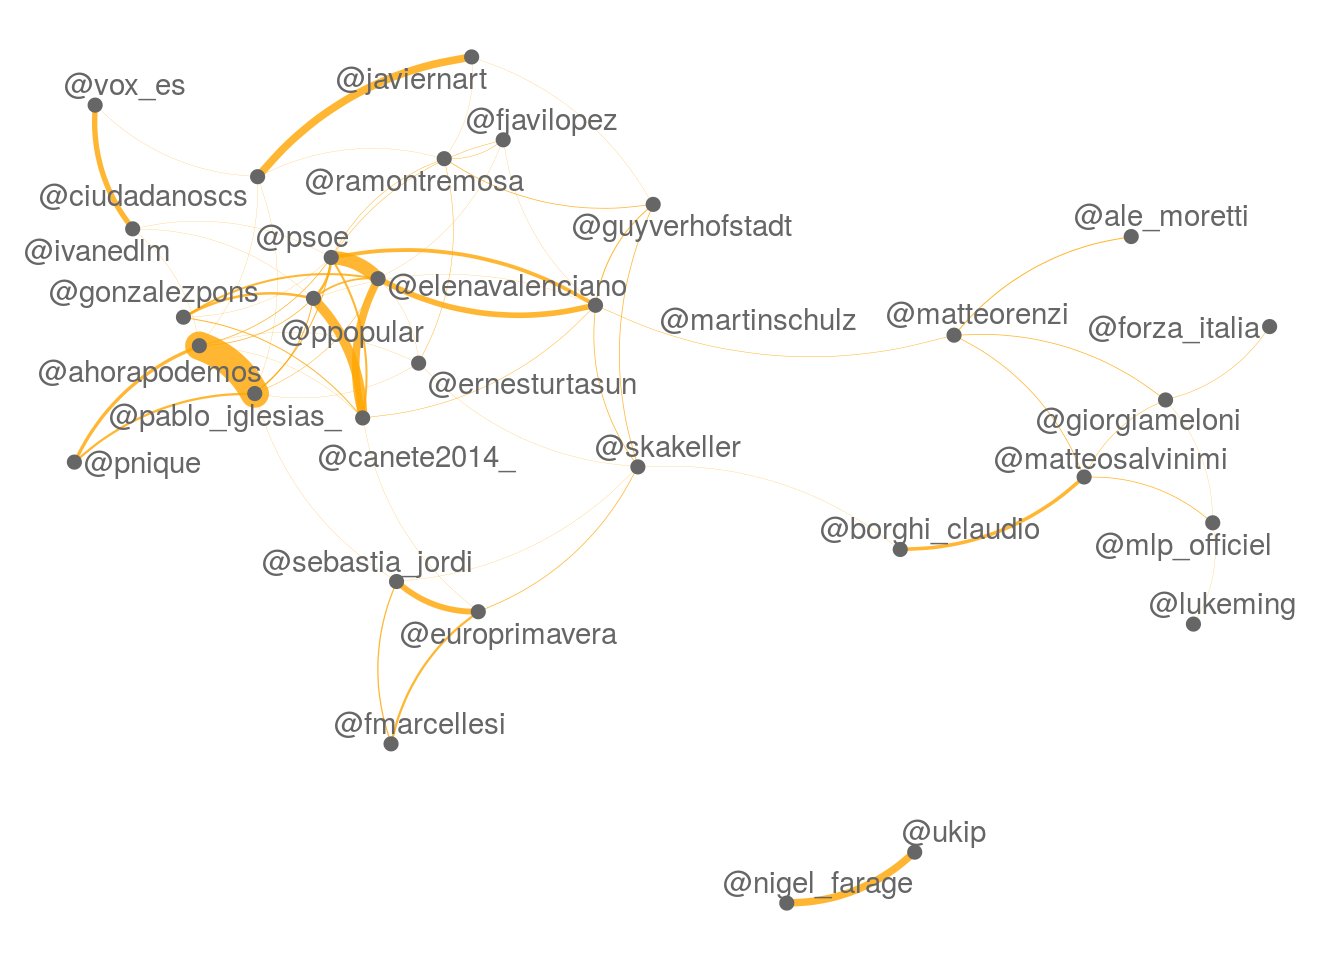 @javiernart
@vox_es
@fjavilopez
@ramontremosa
@ciudadanoscs
@guyverhofstadt
@ale_moretti
@psoe
@ivanedlm
@elenavalenciano
@gonzalezpons
@martinschulz
@matteorenzi
@forza_italia
@ppopular
@ahorapodemos
@ernesturtasun
@pablo_iglesias_
@giorgiameloni
@skakeller
@canete2014_
@matteosalvinimi
@pnique
@borghi_claudio
@mlp_officiel
@sebastia_jordi
@lukeming
@europrimavera
@fmarcellesi
@ukip
@nigel_farage